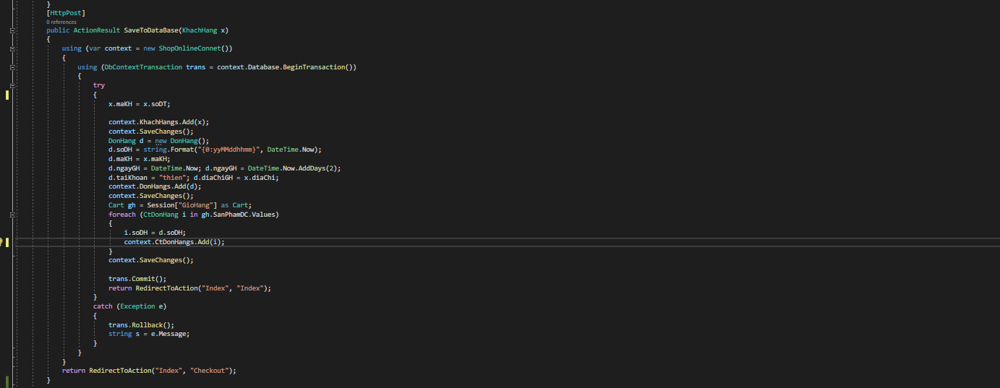 }
[HttpPost]
0 references
public ActionResult SaveToDataBase(KhachHang x)
{
using (var context = new ShopOnlineConnet())
{
using (DbContextTransaction trans = context.Database.BeginTransaction())
{
try
{
x.maKH = x.soDT;
context.KhachHangs.Add(x);
context.SaveChanges();
DonHang d = new DonHang();
d.soDH = string.Format("{0:yyMMddhhmm}", DateTime.Now);
d.maKH = x.maKH;
d.ngayGH = DateTime.Now; d.ngayGH = DateTime.Now.AddDays(2);
d.taiKhoan = "thien"; d.diaChiGH = x.diaChi;
context.DonHangs.Add(d);
context.SaveChanges();
Cart gh = Session["GioHang"] as Cart;
foreach (CtDonHang i in gh.SanPhamDC.Values)
{
i.soDH = d.soDH;
context.CtDonHangs.Add(i);
}
context.SaveChanges();
trans.Commit();
return RedirectToAction("Index", "Index");
}
catch (Exception e)
{
trans.Rollback();
string s = e.Message;
}
}
}
return RedirectToAction("Index", "Checkout");
}